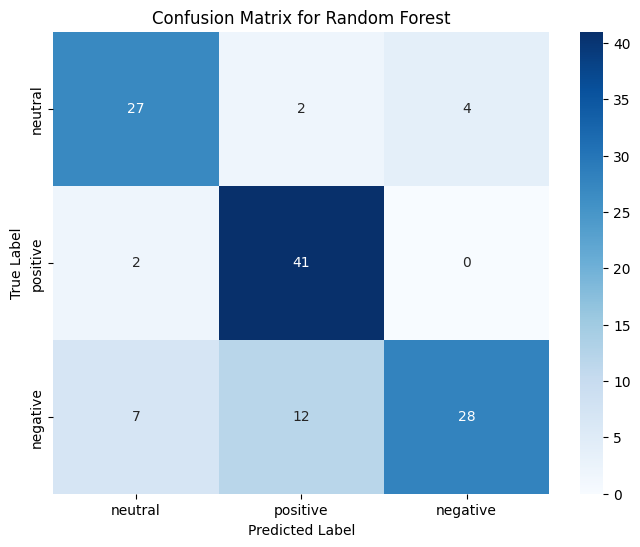 Confusion Matrix for Random Forest
True Label
neutral
27
2
4
positive
2
41
0
negative
7
12
28
neutral
positive
negative
Predicted Label
40
35
30
25
20
15
10
5
0